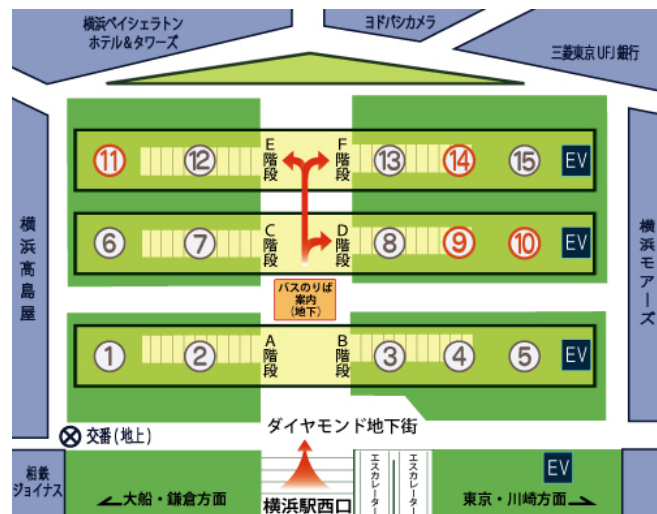 横浜ベイシェラトン
ホテル&タワーズ
ヨドバシカメラ
三菱東京UFJ銀行
11
12
E階段
F階段
13
14
15
EV
横浜髙島屋
横浜モアーズ
6
7
C階段
D階段
8
9
10
EV
バスのりば
案内
(地下)
1
2
A階段
B階段
3
4
5
EV
交番(地上)
ダイヤモンド地下街
相鉄
ジョイナス
大船・鎌倉方面
横浜駅西口
エスカレーター
エスカレーター
EV
東京・川崎方面